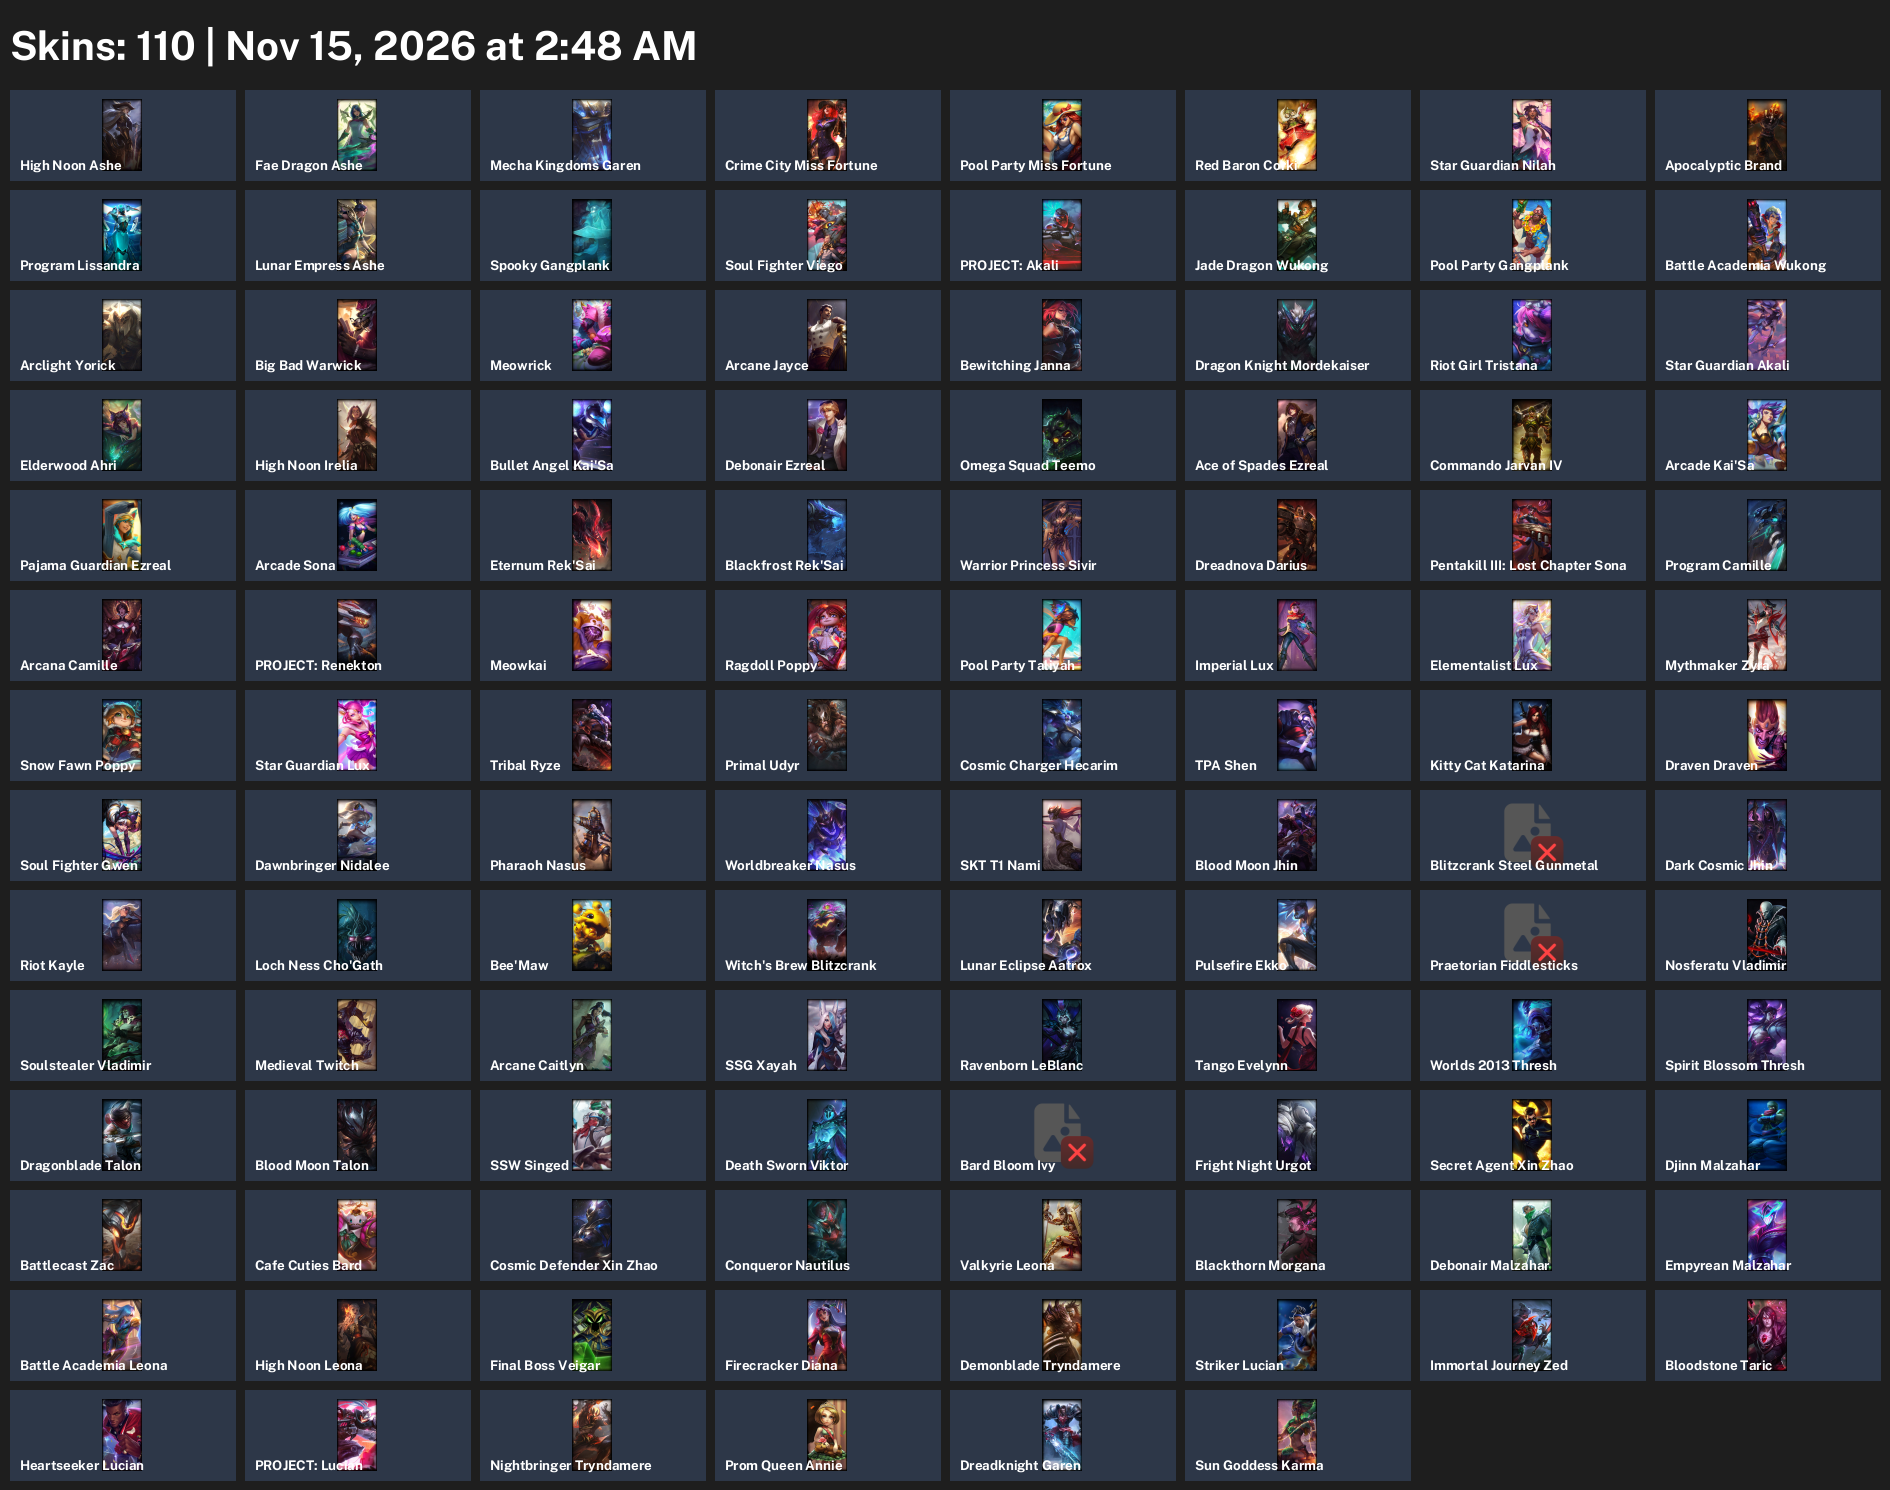 Skins: 110 | Nov 15, 2026 at 2:48 AM
High Noon Ashe
Fae Dragon Ashe
Mecha Kingdoms Garen
Crime City Miss Fortune
Pool Party Miss Fortune
Red Baron Corki
Star Guardian Nilah
Apocalyptic Brand
Program Lissandra
Lunar Empress Ashe
Spooky Gangplank
Soul Fighter Viego
PROJECT: Akali
Jade Dragon Wukong
Pool Party Gangplank
Battle Academia Wukong
Arclight Yorick
Big Bad Warwick
Meowrick
Arcane Jayce
Bewitching Janna
Dragon Knight Mordekaiser
Riot Girl Tristana
Star Guardian Akali
Elderwood Ahri
High Noon Irelia
Bullet Angel Kai'Sa
Debonair Ezreal
Omega Squad Teemo
Ace of Spades Ezreal
Commando Jarvan IV
Arcade Kai'Sa
Pajama Guardian Ezreal
Arcade Sona
Eternum Rek'Sai
Blackfrost Rek'Sai
Warrior Princess Sivir
Dreadnova Darius
Pentakill III: Lost Chapter Sona
Program Camille
Arcana Camille
PROJECT: Renekton
Meowkai
Ragdoll Poppy
Pool Party Taliyah
Imperial Lux
Elementalist Lux
Mythmaker Zyra
Snow Fawn Poppy
Star Guardian Lux
Tribal Ryze
Primal Udyr
Cosmic Charger Hecarim
TPA Shen
Kitty Cat Katarina
Draven Draven
Soul Fighter Gwen
Dawnbringer Nidalee
Pharaoh Nasus
Worldbreaker Nasus
SKT T1 Nami
Blood Moon Jhin
Blitzcrank Steel Gunmetal
Dark Cosmic Jhin
Riot Kayle
Loch Ness Cho'Gath
Bee'Maw
Witch's Brew Blitzcrank
Lunar Eclipse Aatrox
Pulsefire Ekko
Praetorian Fiddlesticks
Nosferatu Vladimir
Soulstealer Vladimir
Medieval Twitch
Arcane Caitlyn
SSG Xayah
Ravenborn LeBlanc
Tango Evelynn
Worlds 2013 Thresh
Spirit Blossom Thresh
Dragonblade Talon
Blood Moon Talon
SSW Singed
Death Sworn Viktor
Bard Bloom Ivy
Fright Night Urgot
Secret Agent Xin Zhao
Djinn Malzahar
Battlecast Zac
Cafe Cuties Bard
Cosmic Defender Xin Zhao
Conqueror Nautilus
Valkyrie Leona
Blackthorn Morgana
Debonair Malzahar
Empyrean Malzahar
Battle Academia Leona
High Noon Leona
Final Boss Veigar
Firecracker Diana
Demonblade Tryndamere
Striker Lucian
Immortal Journey Zed
Bloodstone Taric
Heartseeker Lucian
PROJECT: Lucian
Nightbringer Tryndamere
Prom Queen Annie
Dreadknight Garen
Sun Goddess Karma